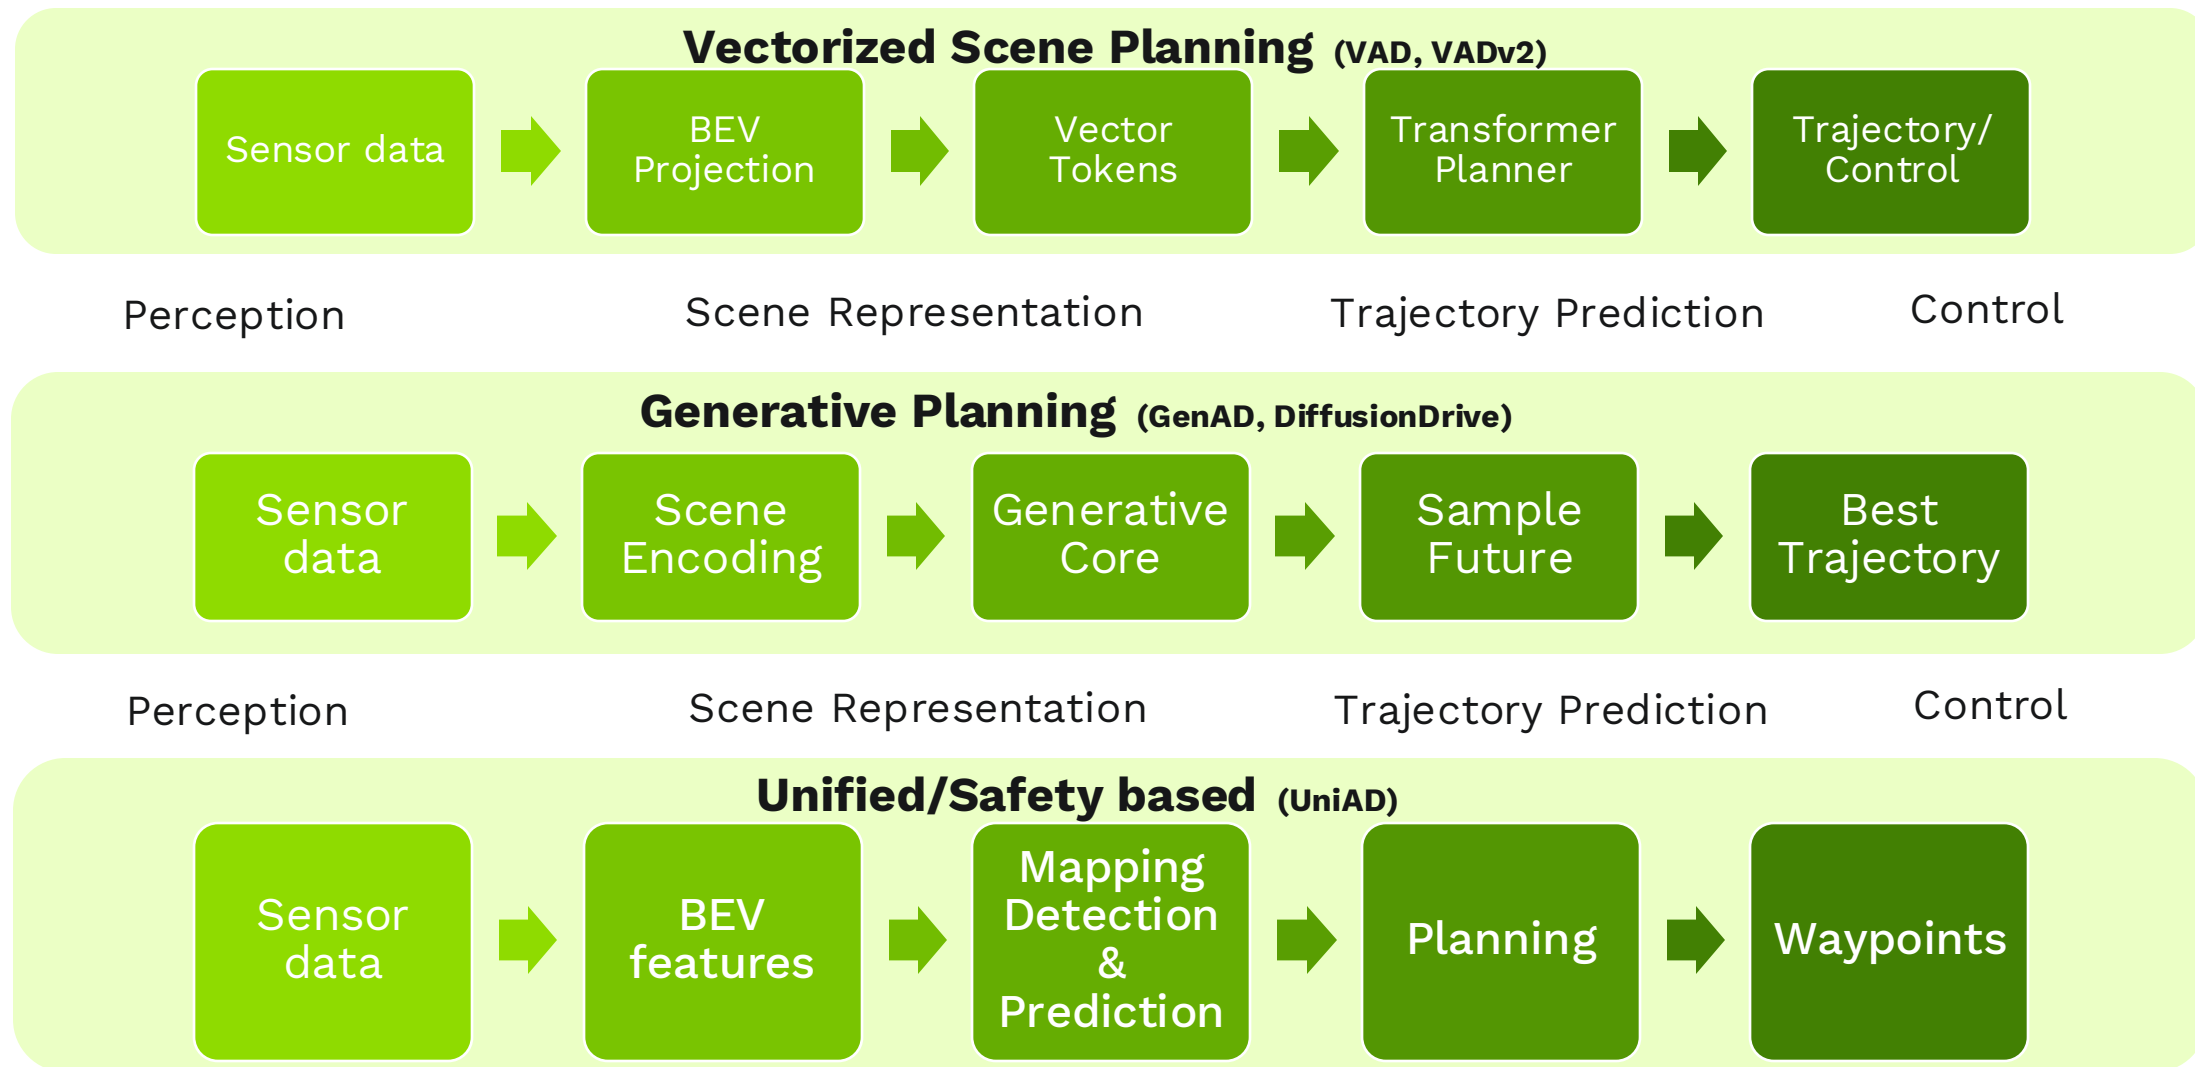 Vectorized Scene Planning (VAD, VADv2)
Sensor data
BEV
Projection
Vector
Tokens
Transformer
Planner
Trajectory/
Control
Perception
Scene Representation
Trajectory Prediction
Control
Generative Planning (GenAD, DiffusionDrive)
Sensor
data
Scene
Encoding
Generative
Core
Sample
Future
Best
Trajectory
Perception
Scene Representation
Trajectory Prediction
Control
Unified/Safety based (UniAD)
Sensor
data
BEV
features
Mapping
Detection
&
Prediction
Planning
Waypoints